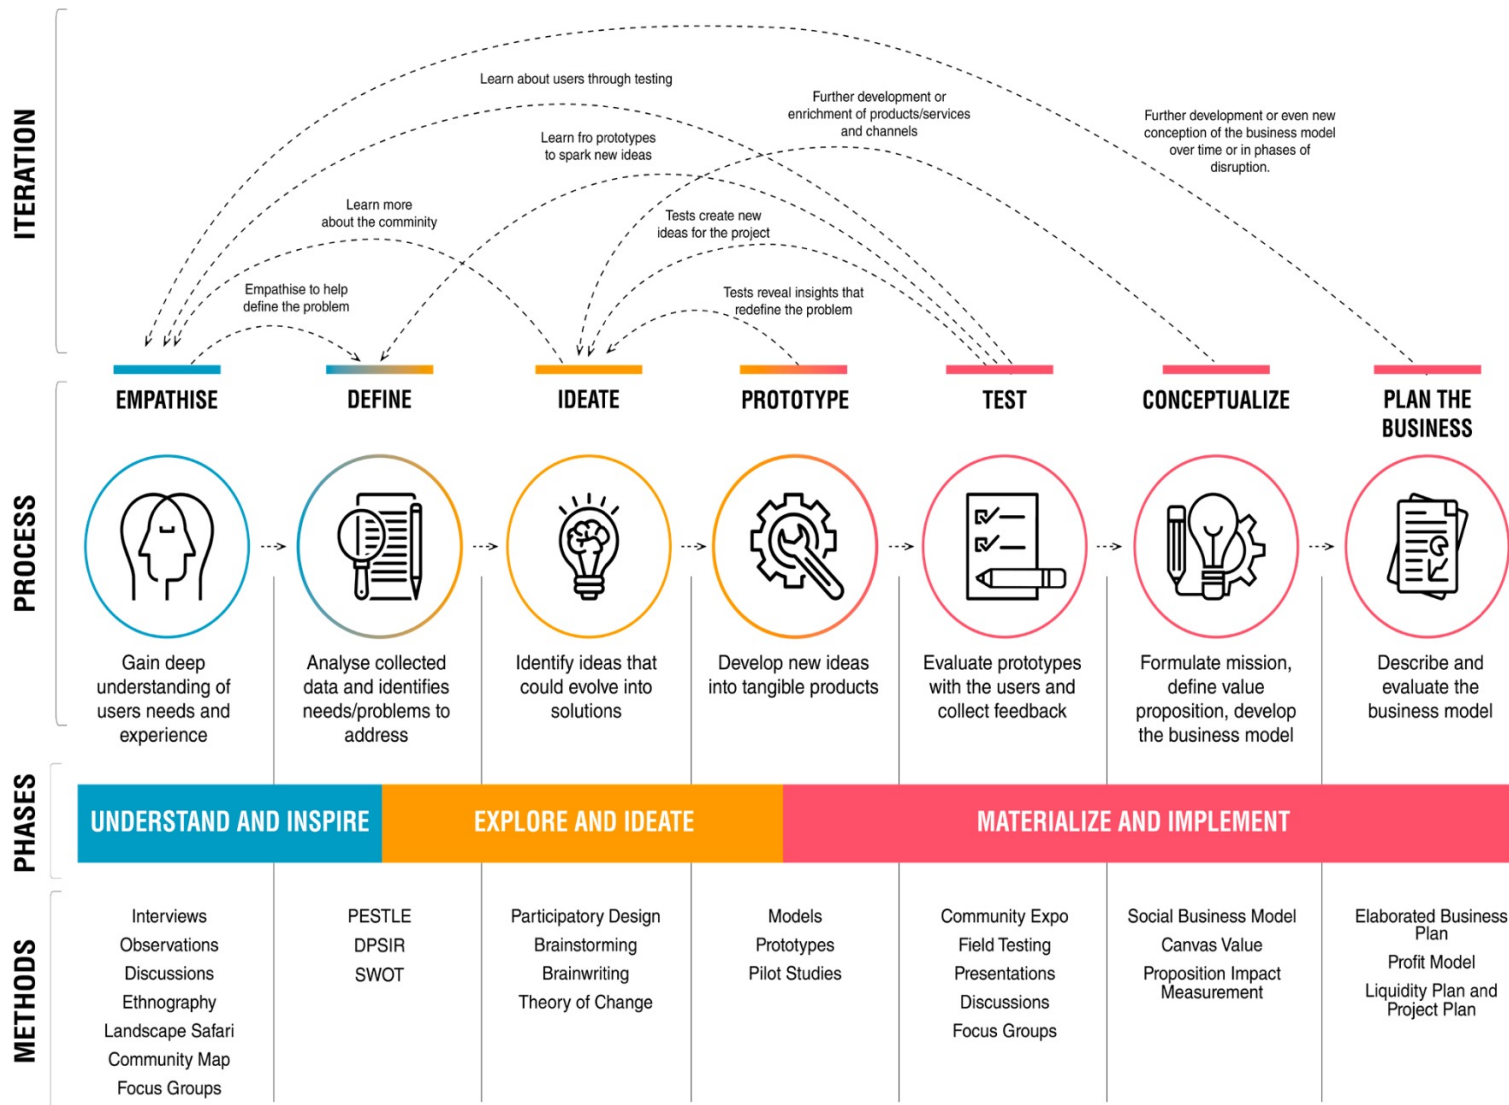 ITERATION
Learn about users through testing
Further development or
enrichment of products/services
and channels
Further development or even new
conception of the business model
over time or in phases of
disruption.
Learn fro prototypes
to spark new ideas
Learn more
about the comminity
Tests create new
ideas for the project
Empathise to help
define the problem
Tests reveal insights that
redefine the problem
PROCESS
EMPATHISE
DEFINE
IDEATE
PROTOTYPE
TEST
CONCEPTUALIZE
PLAN THE
BUSINESS
Gain deep
understanding of
users needs and
experience
Analyse collected
data and identifies
needs/problems to
address
Identify ideas that
could evolve into
solutions
Develop new ideas
into tangible products
Evaluate prototypes
with the users and
collect feedback
Formulate mission,
define value
proposition, develop
the business model
Describe and
evaluate the
business model
PHASES
UNDERSTAND AND INSPIRE
EXPLORE AND IDEATE
MATERIALIZE AND IMPLEMENT
METHODS
Interviews
Observations
Discussions
Ethnography
Landscape Safari
Community Map
Focus Groups
PESTLE
DPSIR
SWOT
Participatory Design
Brainstorming
Brainwriting
Theory of Change
Models
Prototypes
Pilot Studies
Community Expo
Field Testing
Presentations
Discussions
Focus Groups
Social Business Model
Canvas Value
Proposition Impact
Measurement
Elaborated Business
Plan
Profit Model
Liquidity Plan and
Project Plan